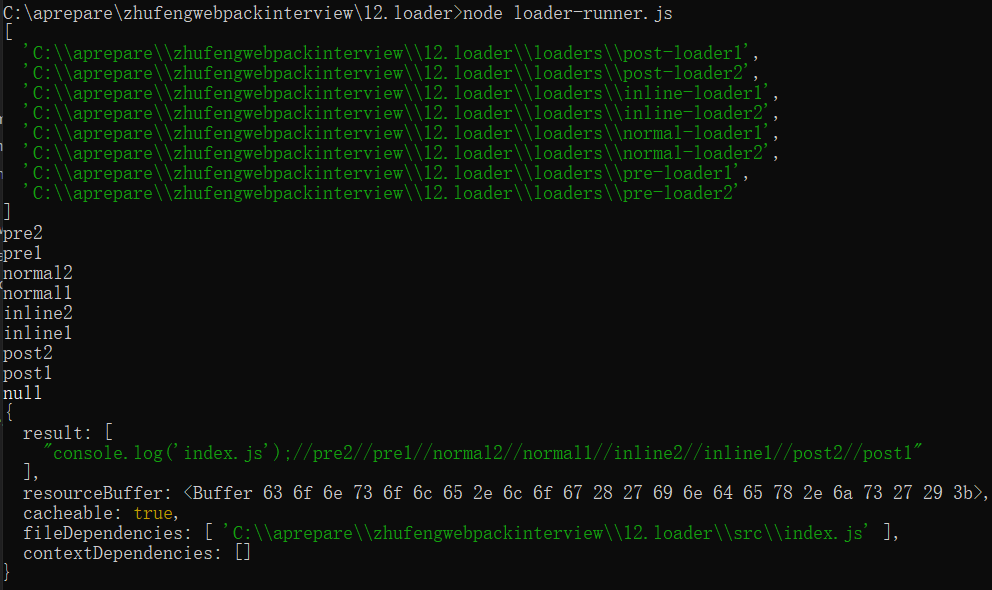 C:\aprepare\zhufengwebpackinterview\12.loader>node loader-runner.js
[
  'C:\\aprepare\\zhufengwebpackinterview\\12.loader\\loaders\\post-loader1',
  'C:\\aprepare\\zhufengwebpackinterview\\12.loader\\loaders\\post-loader2',
  'C:\\aprepare\\zhufengwebpackinterview\\12.loader\\loaders\\inline-loader1',
  'C:\\aprepare\\zhufengwebpackinterview\\12.loader\\loaders\\inline-loader2',
  'C:\\aprepare\\zhufengwebpackinterview\\12.loader\\loaders\\normal-loader1',
  'C:\\aprepare\\zhufengwebpackinterview\\12.loader\\loaders\\normal-loader2',
  'C:\\aprepare\\zhufengwebpackinterview\\12.loader\\loaders\\pre-loader1',
  'C:\\aprepare\\zhufengwebpackinterview\\12.loader\\loaders\\pre-loader2'
]
pre2
pre1
normal2
normal1
inline2
inline1
post2
post1
null
{
  result: [
    "console.log('index.js');//pre2//pre1//normal2//normal1//inline2//inline1//post2//post1"
  ],
  resourceBuffer: <Buffer 63 6f 6e 73 6f 6c 65 2e 6c 6f 67 28 27 69 6e 64 65 78 2e 6a 73 27 29 3b>,
  cacheable: true,
  fileDependencies: [ 'C:\\aprepare\\zhufengwebpackinterview\\12.loader\\src\\index.js' ],
  contextDependencies: []
}